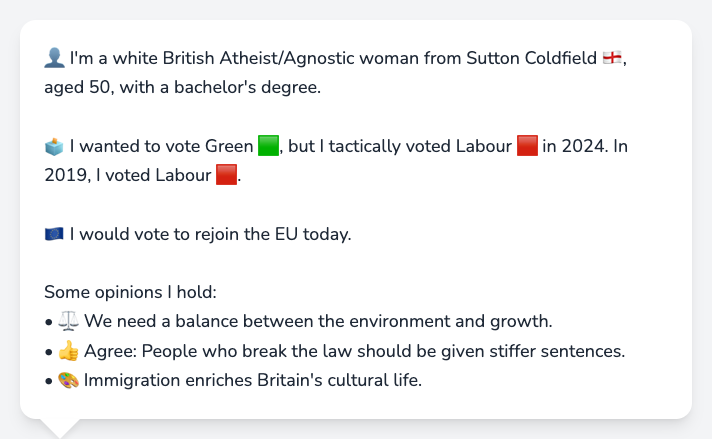 👤 I'm a white British Atheist/Agnostic woman from Sutton Coldfield 🏴󠁧󠁢󠁥󠁮󠁧󠁿,
aged 50, with a bachelor's degree.
🗳️ I wanted to vote Green 🟩, but I tactically voted Labour 🟥 in 2024. In
2019, I voted Labour 🟥.
🇪🇺 I would vote to rejoin the EU today.
Some opinions I hold:
• ⚖️ We need a balance between the environment and growth.
• 👍 Agree: People who break the law should be given stiffer sentences.
• 🎨 Immigration enriches Britain's cultural life.